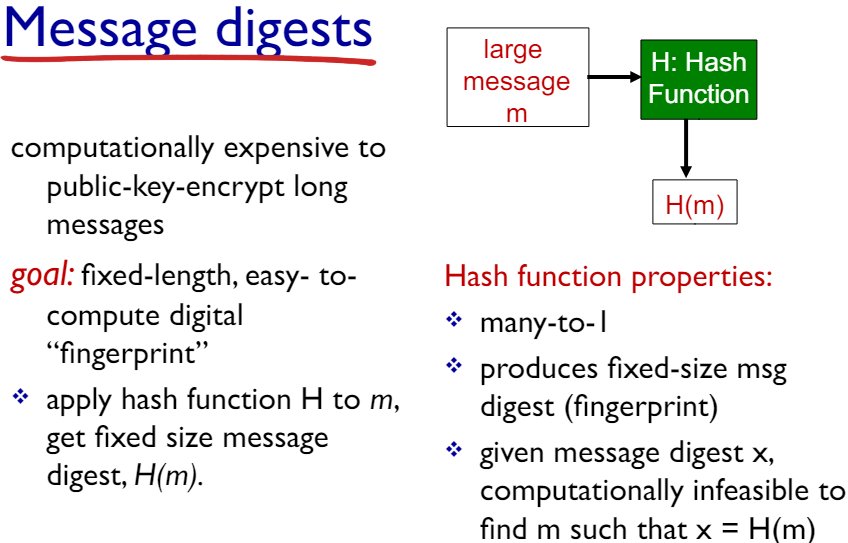 Message digests
large
message
m
H: Hash
Function
H(m)
computationally expensive to
public-key-encrypt long
messages
goal: fixed-length, easy- to-
compute digital
“fingerprint”
❖ apply hash function H to m,
get fixed size message
digest, H(m).
Hash function properties:
❖ many-to-1
❖ produces fixed-size msg
digest (fingerprint)
❖ given message digest x,
computationally infeasible to
find m such that x = H(m)